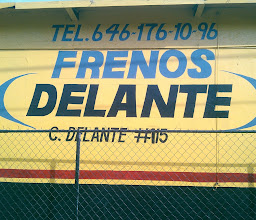 TEL. 646-176-10-96
FRENOS
DELANTE
C. DELANTE #115